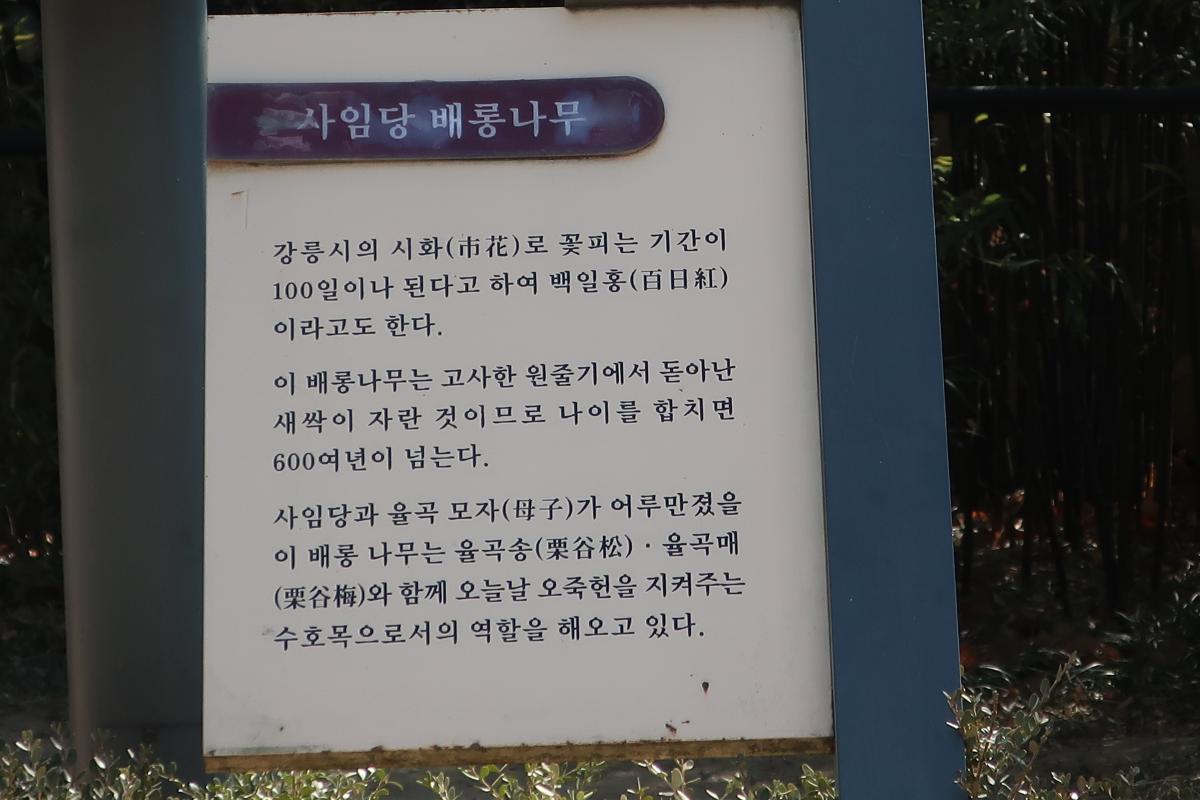 사임당 배롱나무
강릉시의 시화(市花)로 꽃피는 기간이
100일이나 된다고 하여 백일홍(百日紅)
이라고도 한다.
이 배롱나무는 고사한 원줄기에서 돋아난
새싹이 자란 것이므로 나이를 합치면
600여년이 넘는다.
사임당과 율곡 모자(母子)가 어루만졌을
이 배롱 나무는 율곡송(栗谷松) · 율곡매
(栗谷梅)와 함께 오늘날 오죽헌을 지켜주는
수호목으로서의 역할을 해오고 있다.